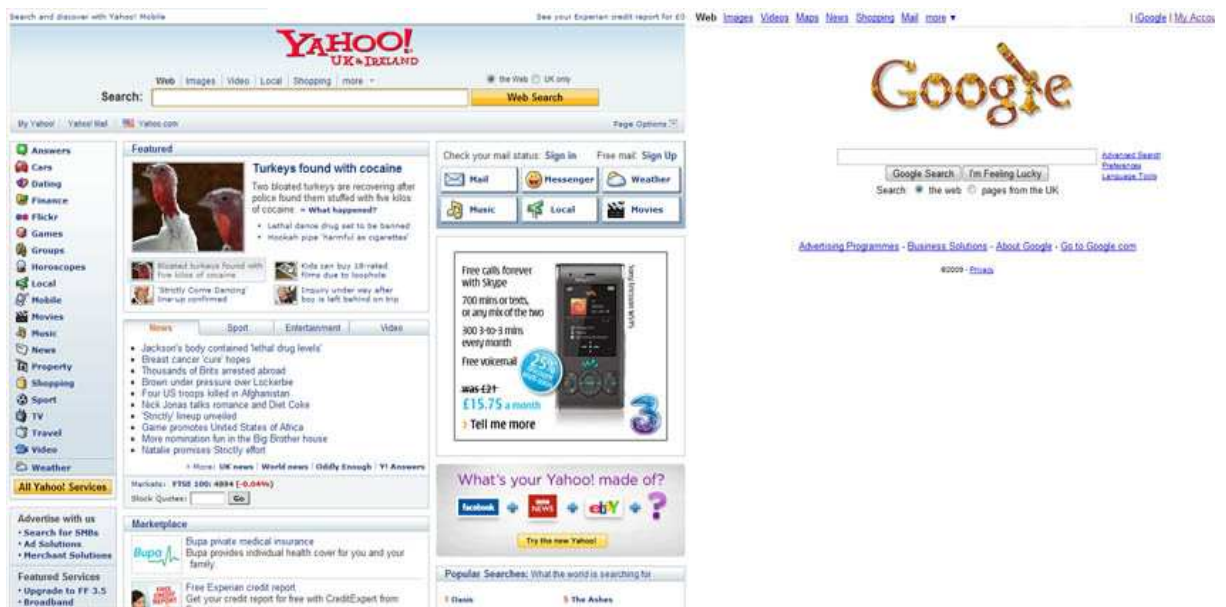 Search and discover with Yahoo! Mobile
See your Experian credit report for £0
YAHOO!
UK & IRELAND
Web Images Video Local Shopping more
the Web UK only
Search:
Web Search
My Yahoo! Yahoo! Mail Yahoo.com
Page Options
Answers
Cars
Dating
Finance
Flickr
Games
Groups
Horoscopes
Local
Mobile
Movies
Music
News
Property
Shopping
Sport
TV
Travel
Video
Weather
All Yahoo! Services
Advertise with us
Search for SMBs
Ad Solutions
Merchant Solutions
Featured Services
Upgrade to FF 3.5
Broadband
Featured
Turkeys found with cocaine
Two bloated turkeys are recovering after
police found them stuffed with five kilos
of cocaine. » What happened?
• Lethal dance drug set to be banned
• Hookah pipe 'harmful as cigarettes'
Bloated turkeys found with
five kilos of cocaine
Kids can buy 18-rated
films due to loophole
'Strictly Come Dancing'
line-up confirmed
Inquiry under way after
boy is left behind on trip
News Sport Entertainment Video
• Jackson's body contained 'lethal drug levels'
• Breast cancer 'cure' hopes
• Thousands of Brits arrested abroad
• Brown under pressure over Lockerbie
• Four US troops killed in Afghanistan
• Nick Jonas talks romance and Diet Coke
• 'Strictly' lineup unveiled
• Game promotes United States of Africa
• More nomination fun in the Big Brother house
• Natalie promises Strictly effort
» More: UK news | World news | Oddly Enough | Y! Answers
Markets: FTSE 100: 4894 (-0.04%)
Stock Quotes: Go
Marketplace
Bupa
Bupa private medical insurance
Bupa provides individual health cover for you and your
family.
FREE CREDIT REPORT
Free Experian credit report
Get your credit report for free with CreditExpert from
Check your mail status: Sign in Free mail: Sign Up
Mail Messenger Weather
Music Local Movies
Free calls forever
with Skype
700 mins or texts,
or any mix of the two
300 3-to-3 mins
every month
Free voicemail
25%
was £21
£15.75 a month
Tell me more
3
What's your Yahoo! made of?
facebook + NEWS + ebY + ?
Try the new Yahoo!
Popular Searches: What the world is searching for
1 Oasis 5 The Ashes
Web Images Videos Maps News Shopping Mail more ▼
| iGoogle | My Accou
Google
Google Search I'm Feeling Lucky
Advanced Search
Preferences
Language Tools
Search: the web pages from the UK
Advertising Programmes - Business Solutions - About Google - Go to Google.com
©2009 - Privacy